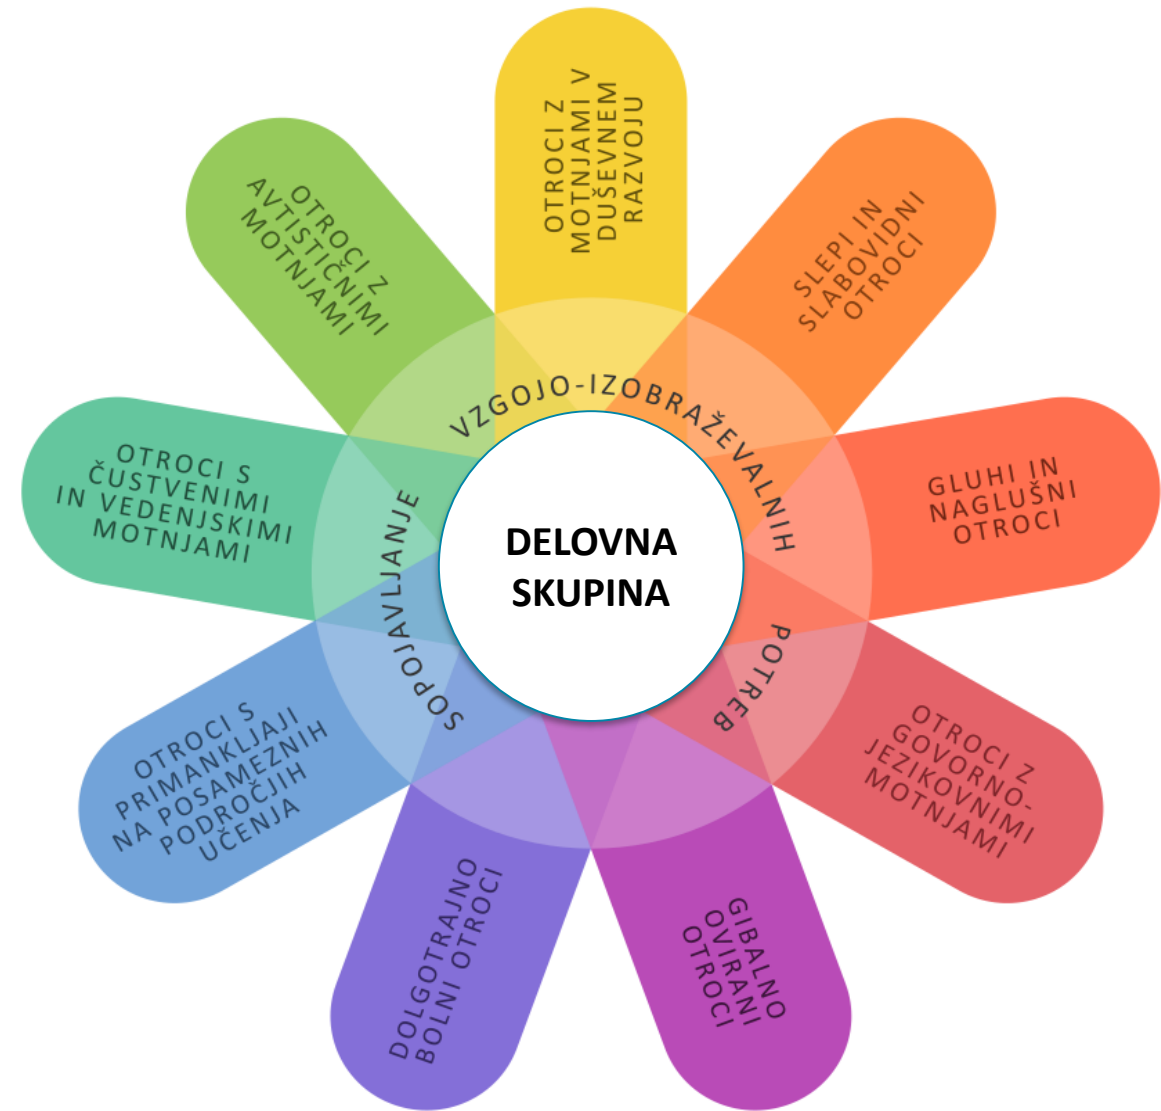 OTROCI Z
MOTNJAMI V
DUŠEVNEM
RAZVOJU
SLEPI IN
SLABOVIDNI
OTROCI
GLUHI IN
NAGLUŠNI
OTROCI
OTROCI Z
GOVORNO-
JEZIKOVNIMI
MOTNJAMI
GIBALNO
OVIRANI
OTROCI
DOLGOTRAJNO
BOLNI OTROCI
OTROCI S
PRIMANKLJAJI
NA POSAMEZNIH
PODROČJIH
UČENJA
OTROCI S
ČUSTVENIMI
IN VEDENJSKIMI
MOTNJAMI
OTROCI Z
AVTISTIČNIMI
MOTNJAMI
SOPOJAVLJANJE VZGOJO-IZOBRAŽEVALNIH POTREB
DELOVNA
SKUPINA